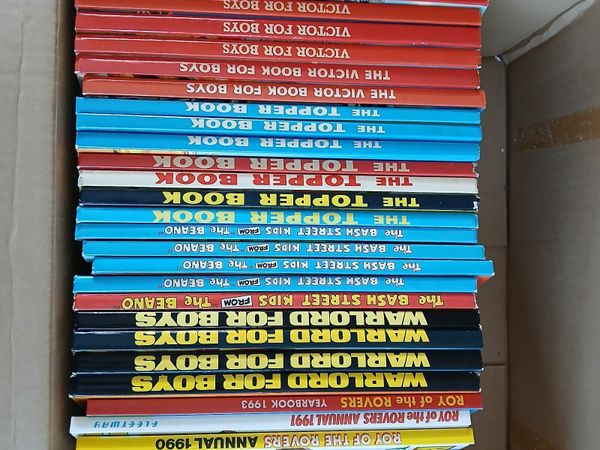 VICTOR FOR BOYS
VICTOR FOR BOYS
VICTOR FOR BOYS
THE VICTOR BOOK FOR BOYS
THE VICTOR BOOK FOR BOYS
THE TOPPER BOOK
THE TOPPER BOOK
THE TOPPER BOOK
THE TOPPER BOOK
THE TOPPER BOOK
THE TOPPER BOOK
THE TOPPER BOOK
The BASH STREET KIDS FROM "The BEANO"
The BASH STREET KIDS FROM "The BEANO"
The BASH STREET KIDS FROM "The BEANO"
The BASH STREET KIDS FROM "The BEANO"
The BASH STREET KIDS FROM "The BEANO"
WARLORD FOR BOYS
WARLORD FOR BOYS
WARLORD FOR BOYS
WARLORD FOR BOYS
ROY of the ROVERS YEARBOOK 1993
ROY of the ROVERS ANNUAL 1991 FLEETWAY
ROY OF THE ROVERS ANNUAL 1990